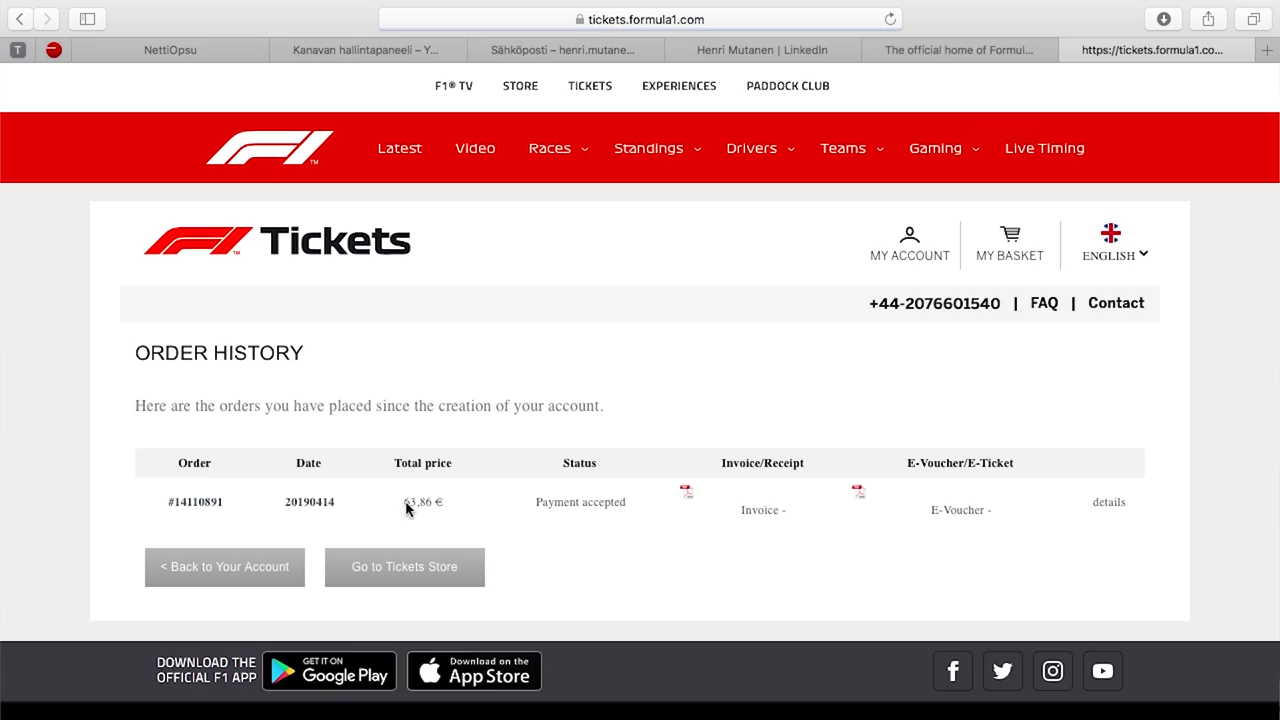 tickets.formula1.com
T
NettiOpsu
Kanavan hallintapaneeli – Y...
Sähköposti – henri.mutane...
Henri Mutanen | LinkedIn
The official home of Formul...
https://tickets.formula1.co...
F1® TV
STORE
TICKETS
EXPERIENCES
PADDOCK CLUB
F1
Latest
Video
Races
Standings
Drivers
Teams
Gaming
Live Timing
F1 Tickets
MY ACCOUNT
MY BASKET
ENGLISH
+44-2076601540 | FAQ | Contact
ORDER HISTORY
Here are the orders you have placed since the creation of your account.
Order Date Total price Status Invoice/Receipt E-Voucher/E-Ticket
#14110891 20190414 63,86 € Payment accepted Invoice - E-Voucher - details
< Back to Your Account
Go to Tickets Store
DOWNLOAD THE
OFFICIAL F1 APP
GET IT ON
Google Play
Download on the
App Store